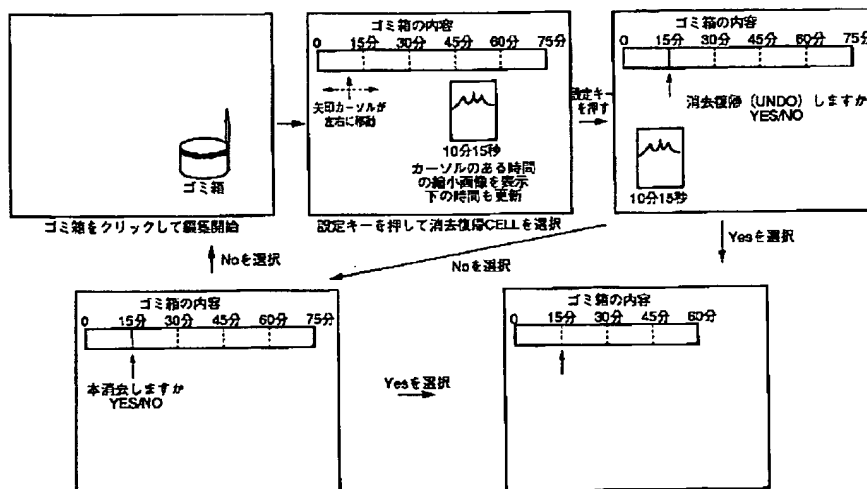 ゴミ箱
ゴミ箱をクリックして編集開始
ゴミ箱の内容
0 15分 30分 45分 60分 75分
矢印カーソルが
左右に移動
10分15秒
カーソルのある時間
の縮小画像を表示
下の時間も更新
設定キーを押して消去復帰CELLを選択
設定キー
を押す
ゴミ箱の内容
0 15分 30分 45分 60分 75分
消去復帰（UNDO）しますか
YES/NO
10分15秒
Noを選択
Noを選択
Yesを選択
ゴミ箱の内容
0 15分 30分 45分 60分 75分
本消去しますか
YES/NO
Yesを選択
ゴミ箱の内容
0 15分 30分 45分 60分